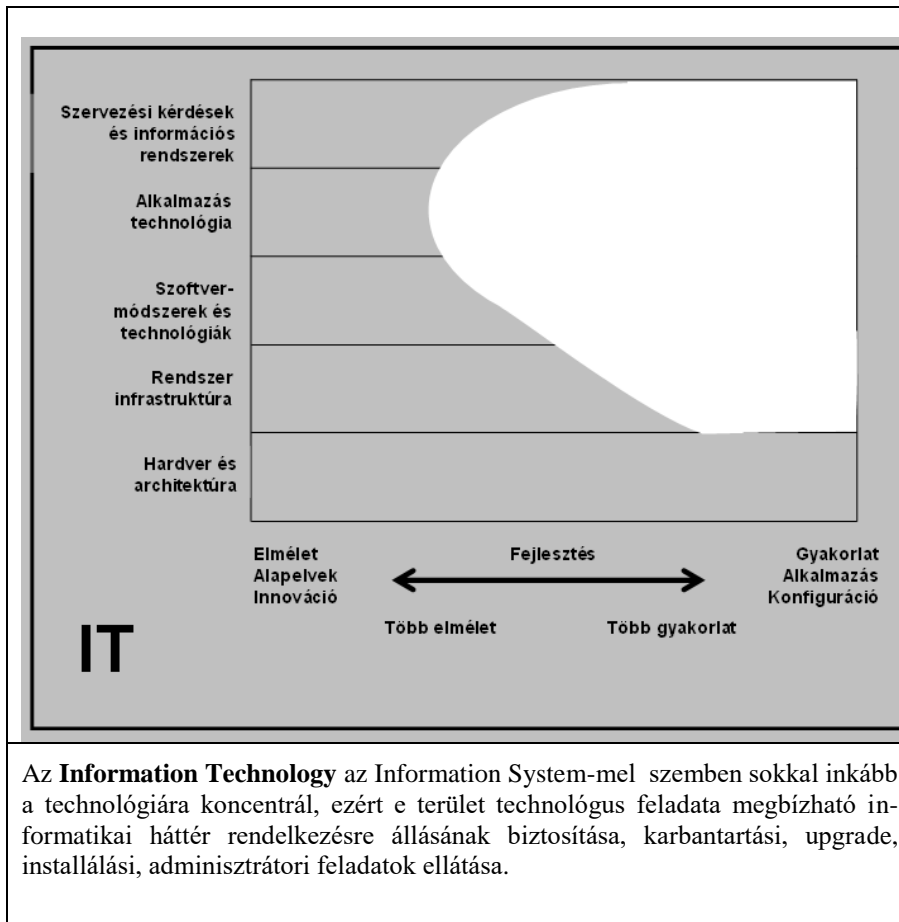 Szervezési kérdések
és információs
rendszerek
Alkalmazás
technológia
Szoftver-
módszerek és
technológiák
Rendszer
infrastruktúra
Hardver és
architektúra
Elmélet
Alapelvek
Innováció
Fejlesztés
Gyakorlat
Alkalmazás
Konfiguráció
Több elmélet
Több gyakorlat
IT
Az Information Technology az Information System-mel szemben sokkal inkább
a technológiára koncentrál, ezért e terület technológus feladata megbízható in-
formatikai háttér rendelkezésre állásának biztosítása, karbantartási, upgrade,
installálási, adminisztrátori feladatok ellátása.